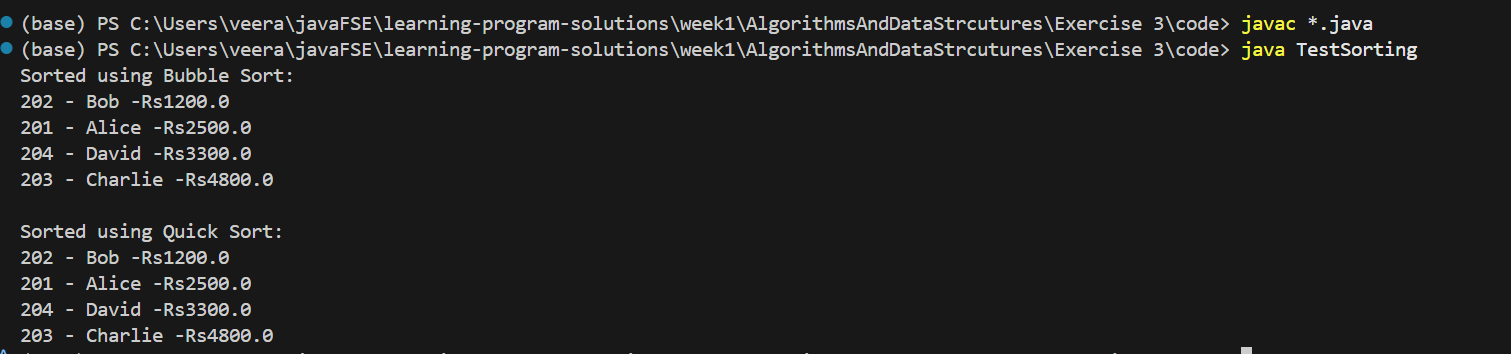 (base) PS C:\Users\veera\javaFSE\learning-program-solutions\week1\AlgorithmsAndDataStrcutures\Exercise 3\code> javac *.java
(base) PS C:\Users\veera\javaFSE\learning-program-solutions\week1\AlgorithmsAndDataStrcutures\Exercise 3\code> java TestSorting
Sorted using Bubble Sort:
202 - Bob -Rs1200.0
201 - Alice -Rs2500.0
204 - David -Rs3300.0
203 - Charlie -Rs4800.0

Sorted using Quick Sort:
202 - Bob -Rs1200.0
201 - Alice -Rs2500.0
204 - David -Rs3300.0
203 - Charlie -Rs4800.0